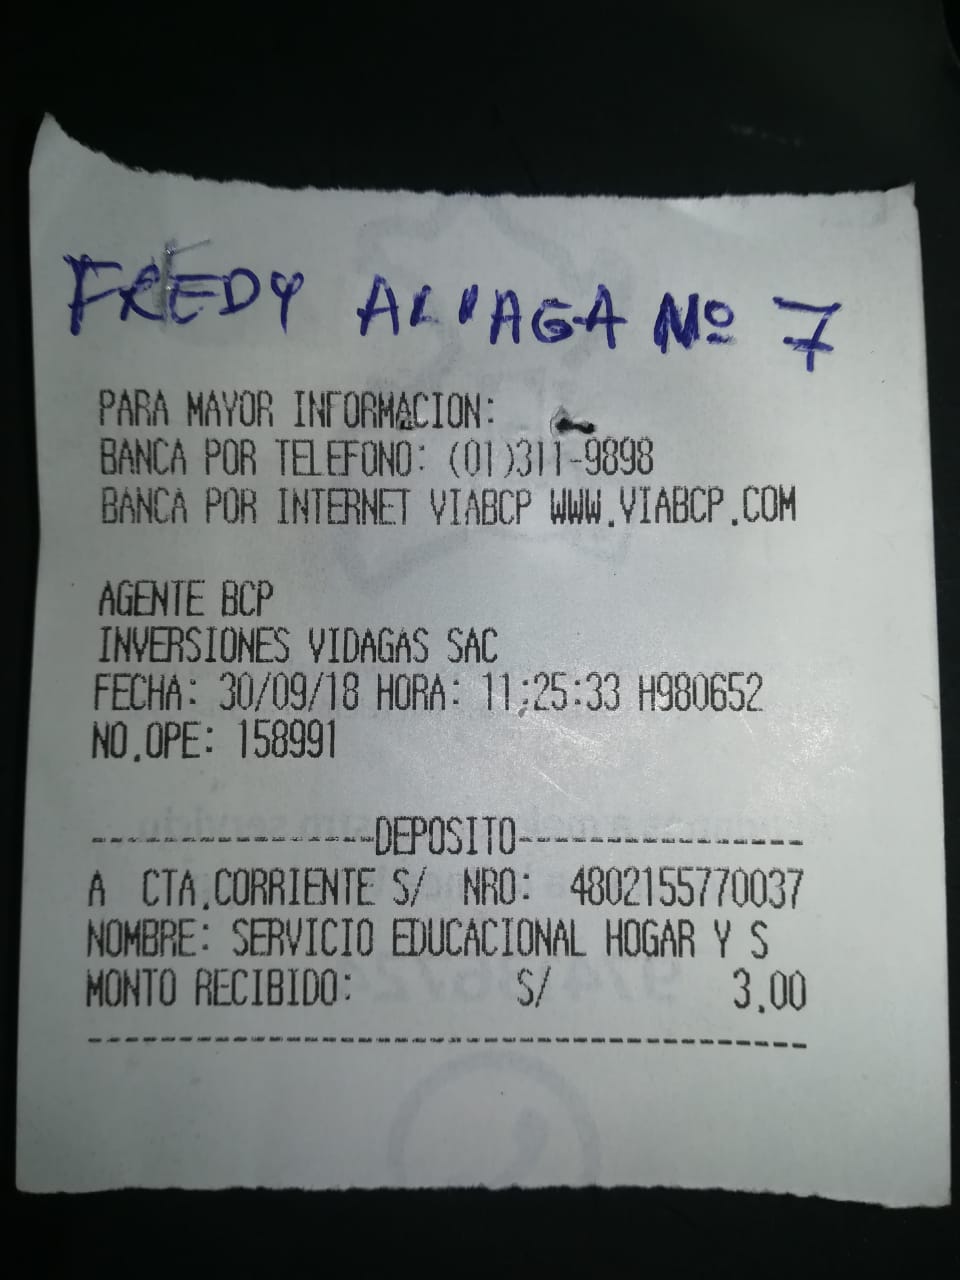 FREDY ALIAGA Nº 7
PARA MAYOR INFORMACION:
BANCA POR TELEFONO: (01)311-9898
BANCA POR INTERNET VIABCP WWW.VIABCP.COM
AGENTE BCP
INVERSIONES VIDAGAS SAC
FECHA: 30/09/18 HORA: 11:25:33 H980652
NO.OPE: 158991
----------------DEPOSITO----------------
A CTA.CORRIENTE S/ NRO: 4802155770037
NOMBRE: SERVICIO EDUCACIONAL HOGAR Y S
MONTO RECIBIDO: S/ 3.00
----------------------------------------